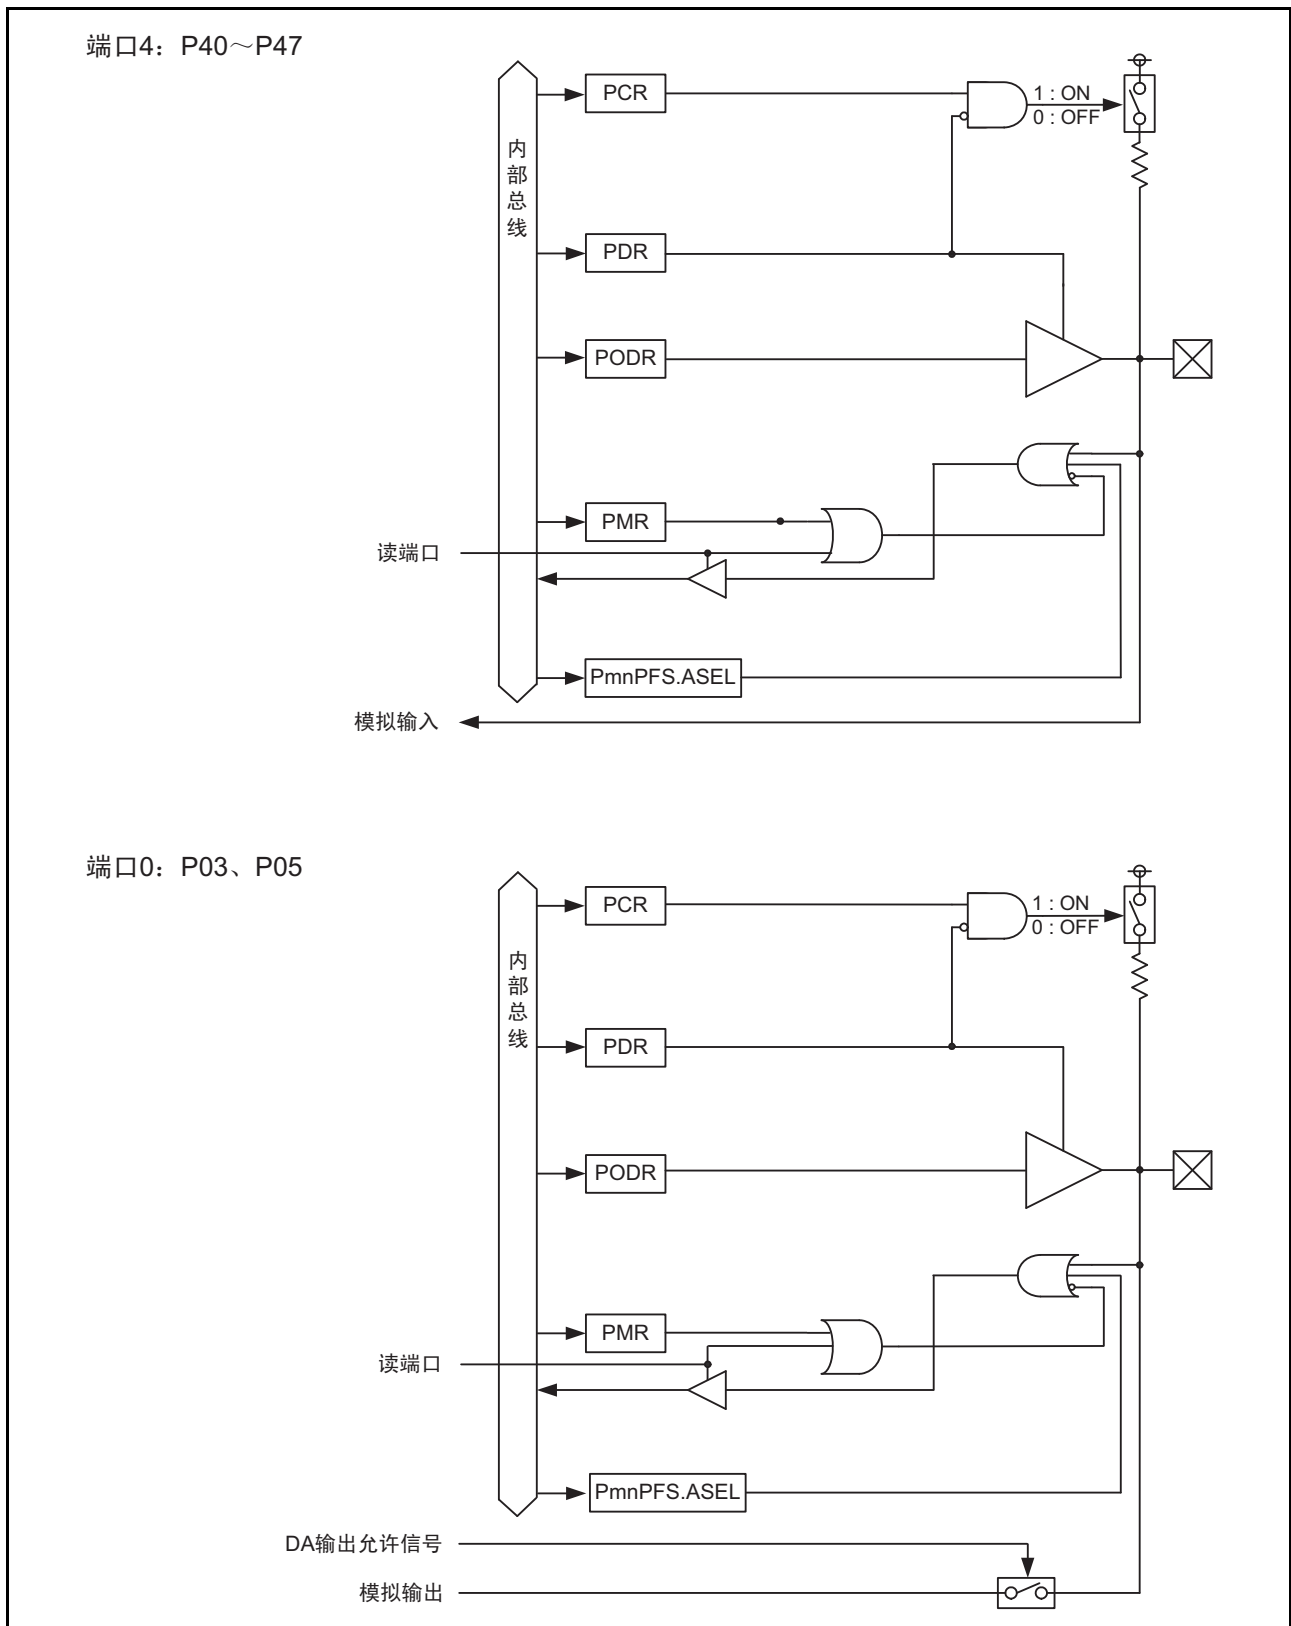 端口4：P40～P47
PCR
1 : ON
0 : OFF
内部总线
PDR
PODR
PMR
读端口
PmnPFS.ASEL
模拟输入
端口0：P03、P05
PCR
1 : ON
0 : OFF
内部总线
PDR
PODR
PMR
读端口
PmnPFS.ASEL
DA输出允许信号
模拟输出